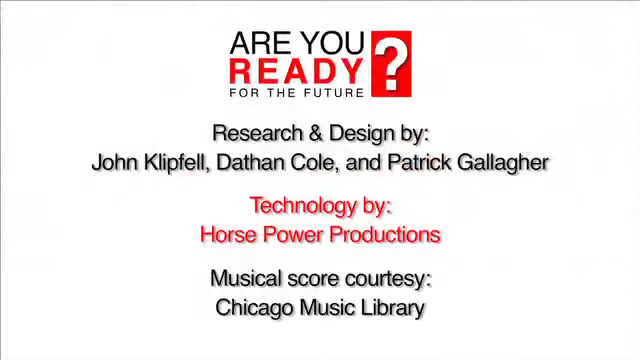 ARE YOU
READY ?
FOR THE FUTURE
Research & Design by:
John Klipfell, Dathan Cole, and Patrick Gallagher
Technology by:
Horse Power Productions
Musical score courtesy:
Chicago Music Library